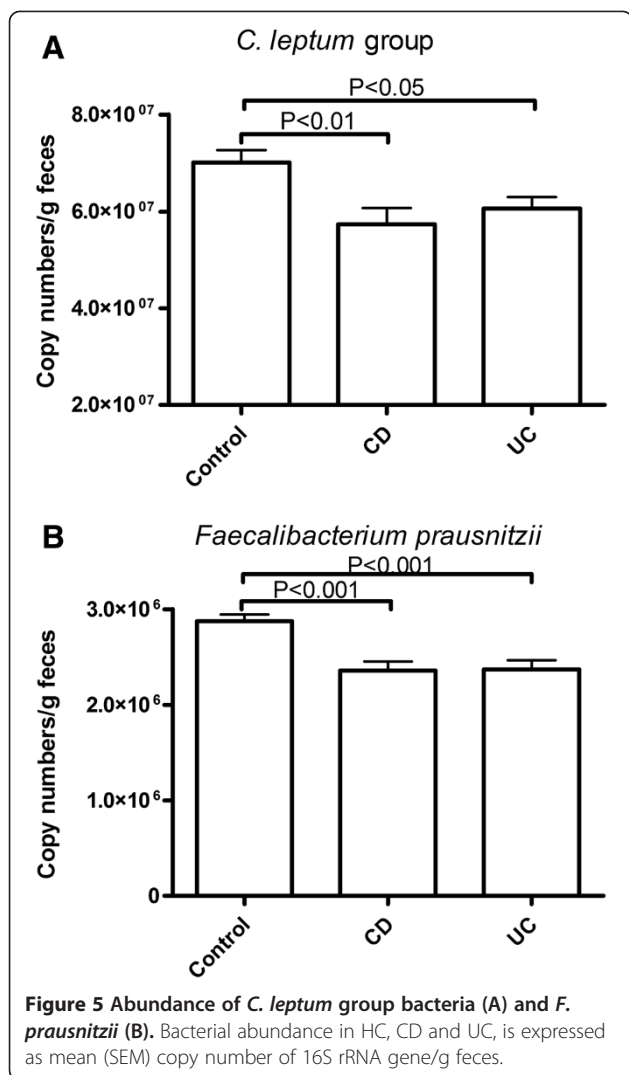 A
C. leptum group
P<0.05
P<0.01
8.0×10⁰⁷
6.0×10⁰⁷
4.0×10⁰⁷
2.0×10⁰⁷
Copy numbers/g feces
Control
CD
UC
B
Faecalibacterium prausnitzii
P<0.001
P<0.001
3.0×10⁶
2.0×10⁶
1.0×10⁶
0
Copy numbers/g feces
Control
CD
UC
Figure 5 Abundance of C. leptum group bacteria (A) and F.
prausnitzii (B). Bacterial abundance in HC, CD and UC, is expressed
as mean (SEM) copy number of 16S rRNA gene/g feces.